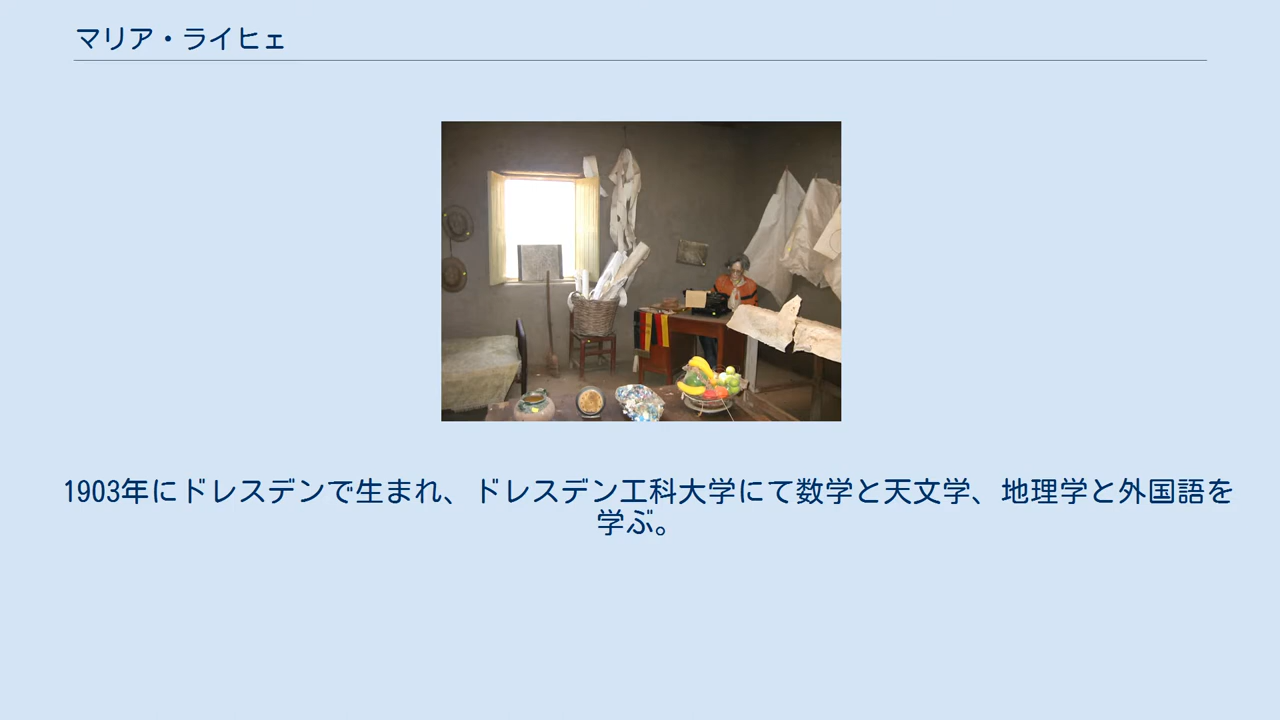 マリア・ライヒェ
1903年にドレスデンで生まれ、ドレスデン工科大学にて数学と天文学、地理学と外国語を
学ぶ。